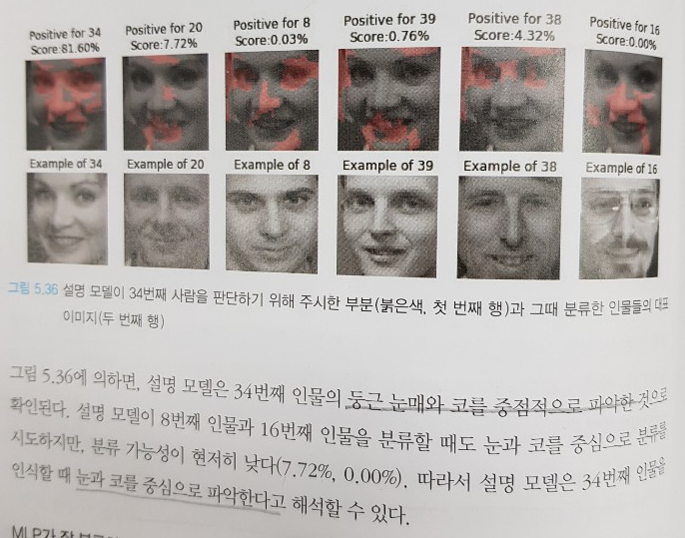 Positive for 34 Positive for 20 Positive for 8 Positive for 39 Positive for 38 Positive for 16
Score:81.60% Score:7.72% Score:0.03% Score:0.76% Score:4.32% Score:0.00%
Example of 34 Example of 20 Example of 8 Example of 39 Example of 38 Example of 16
그림 5.36 설명 모델이 34번째 사람을 판단하기 위해 주시한 부분(붉은색, 첫 번째 행)과 그때 분류한 인물들의 대표
이미지(두 번째 행)
그림 5.36에 의하면, 설명 모델은 34번째 인물의 둥근 눈매와 코를 중점적으로 파악한 것으로
확인된다. 설명 모델이 8번째 인물과 16번째 인물을 분류할 때도 눈과 코를 중심으로 분류를
시도하지만, 분류 가능성이 현저히 낮다(7.72%, 0.00%). 따라서 설명 모델은 34번째 인물을
인식할 때 눈과 코를 중심으로 파악한다고 해석할 수 있다.